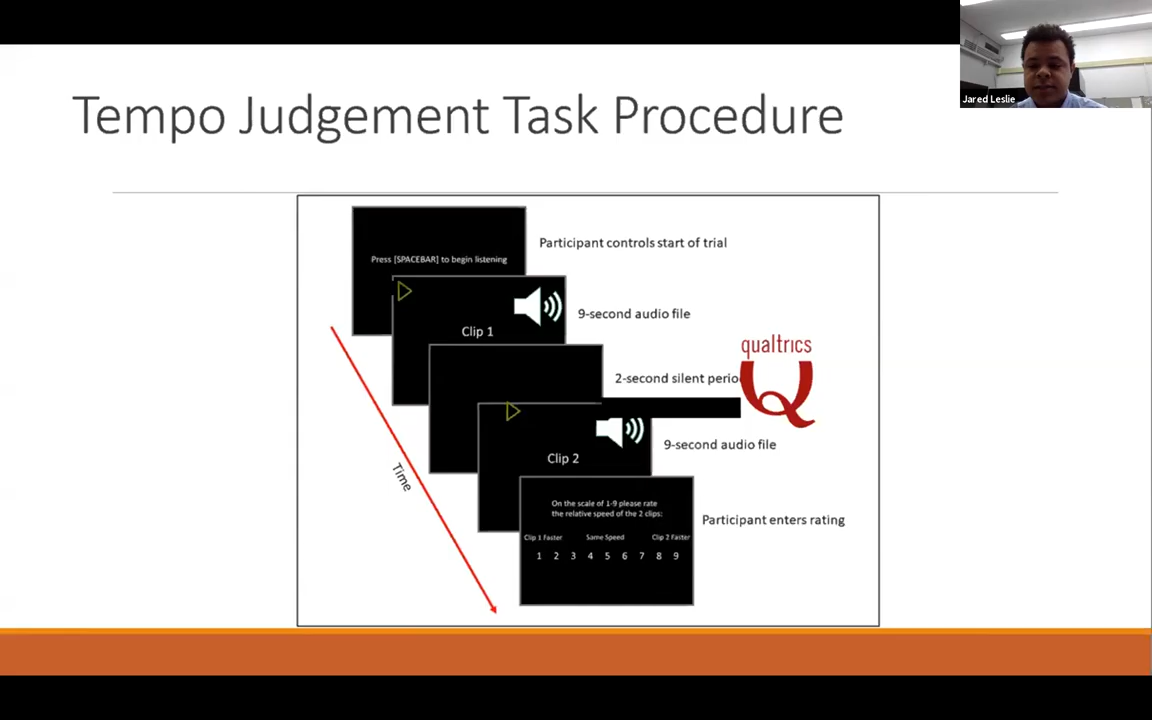 Jared Leslie
Tempo Judgement Task Procedure
Press [SPACEBAR] to begin listening
Participant controls start of trial
Clip 1
9-second audio file
qualtrics
2-second silent perio
Clip 2
9-second audio file
Time
On the scale of 1-9 please rate
the relative speed of the 2 clips:
Clip 1 Faster Same Speed Clip 2 Faster
1 2 3 4 5 6 7 8 9
Participant enters rating